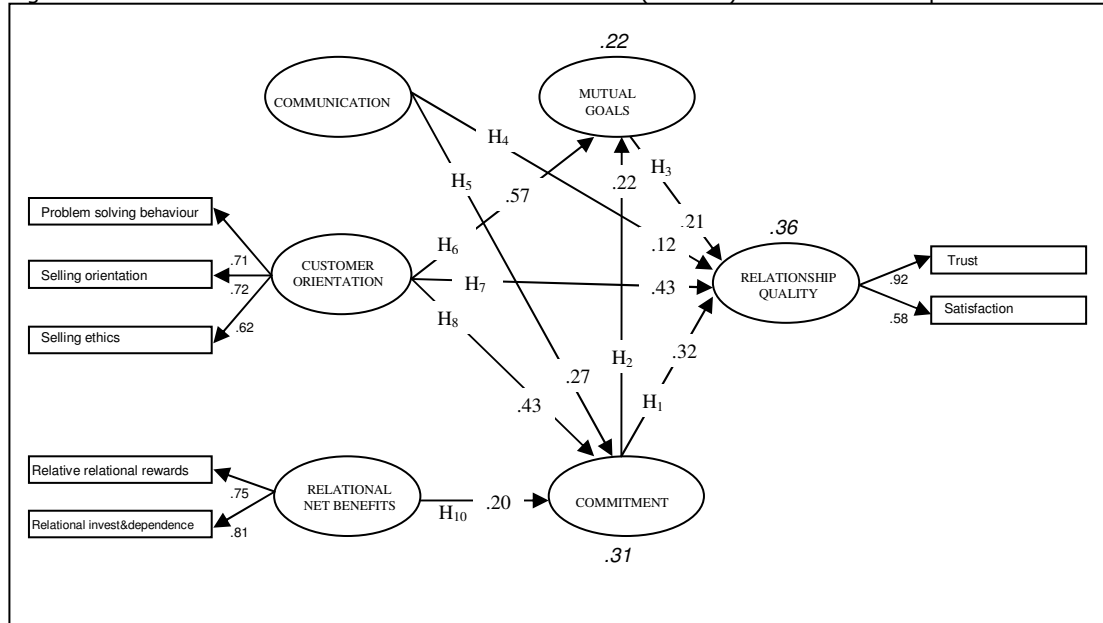 .22
COMMUNICATION
MUTUAL
GOALS
H4
H3
H5
.22
.57
.21
.12
.36
Problem solving behaviour
H6
.71
Selling orientation
CUSTOMER
ORIENTATION
H7
.43
RELATIONSHIP
QUALITY
Trust
.92
.72
H8
Satisfaction
.58
.62
Selling ethics
H2
.32
.27
.43
H1
Relative relational rewards
.75
RELATIONAL
NET BENEFITS
.20
H10
COMMITMENT
Relational invest&dependence
.81
.31